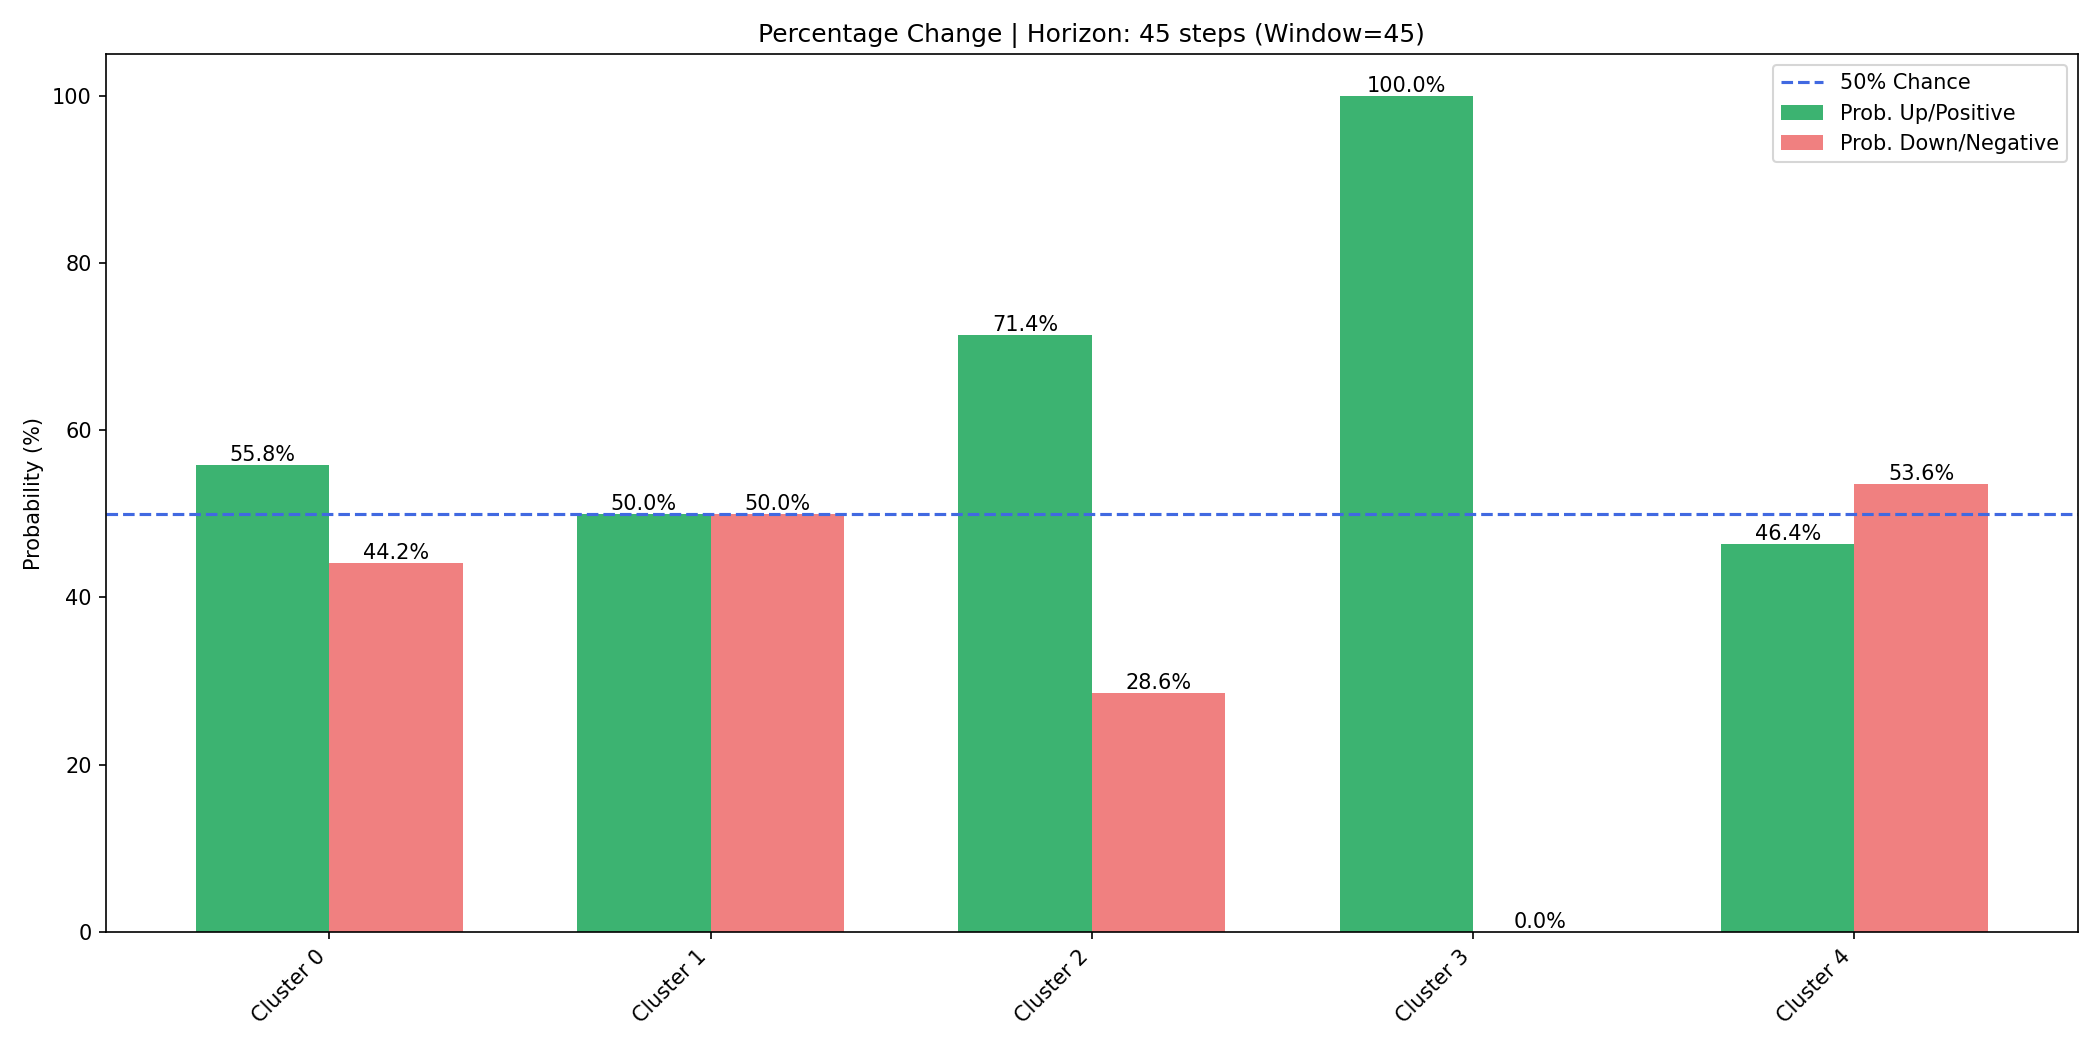 Percentage Change | Horizon: 45 steps (Window=45)
50% Chance
Prob. Up/Positive
Prob. Down/Negative
Probability (%)
100
80
60
40
20
0
55.8%
44.2%
50.0%
50.0%
71.4%
28.6%
100.0%
0.0%
46.4%
53.6%
Cluster 0
Cluster 1
Cluster 2
Cluster 3
Cluster 4